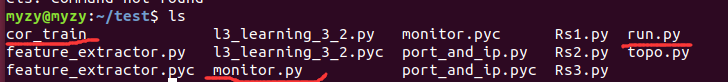 myzy@myzy:~/test$ ls
cor_train l3_learning_3_2.py monitor.pyc Rs1.py run.py
feature_extractor.py l3_learning_3_2.pyc port_and_ip.py Rs2.py topo.py
feature_extractor.pyc monitor.py port_and_ip.pyc Rs3.py